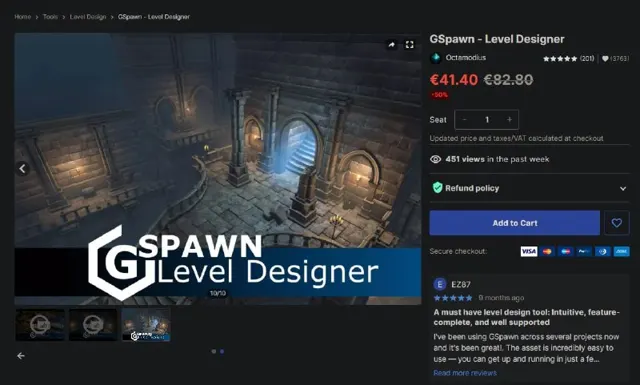 Home > Tools > Level Design > GSpawn - Level Designer
GSPAWN
Level Designer
10/10
GSpawn - Level Designer
Octamodius
(201)
(3763)
€41.40 €82.80
-50%
Seat - 1 +
Updated price and taxes/VAT calculated at checkout
451 views in the past week
Refund policy
Add to Cart
Secure checkout:
VISA
E EZ87
9 months ago
A must have level design tool: Intuitive, feature-
complete, and well supported
I've been using GSpawn across several projects now
and it's been great!. The asset is incredibly easy to
use — you can get up and running in just a fe...
Read more reviews